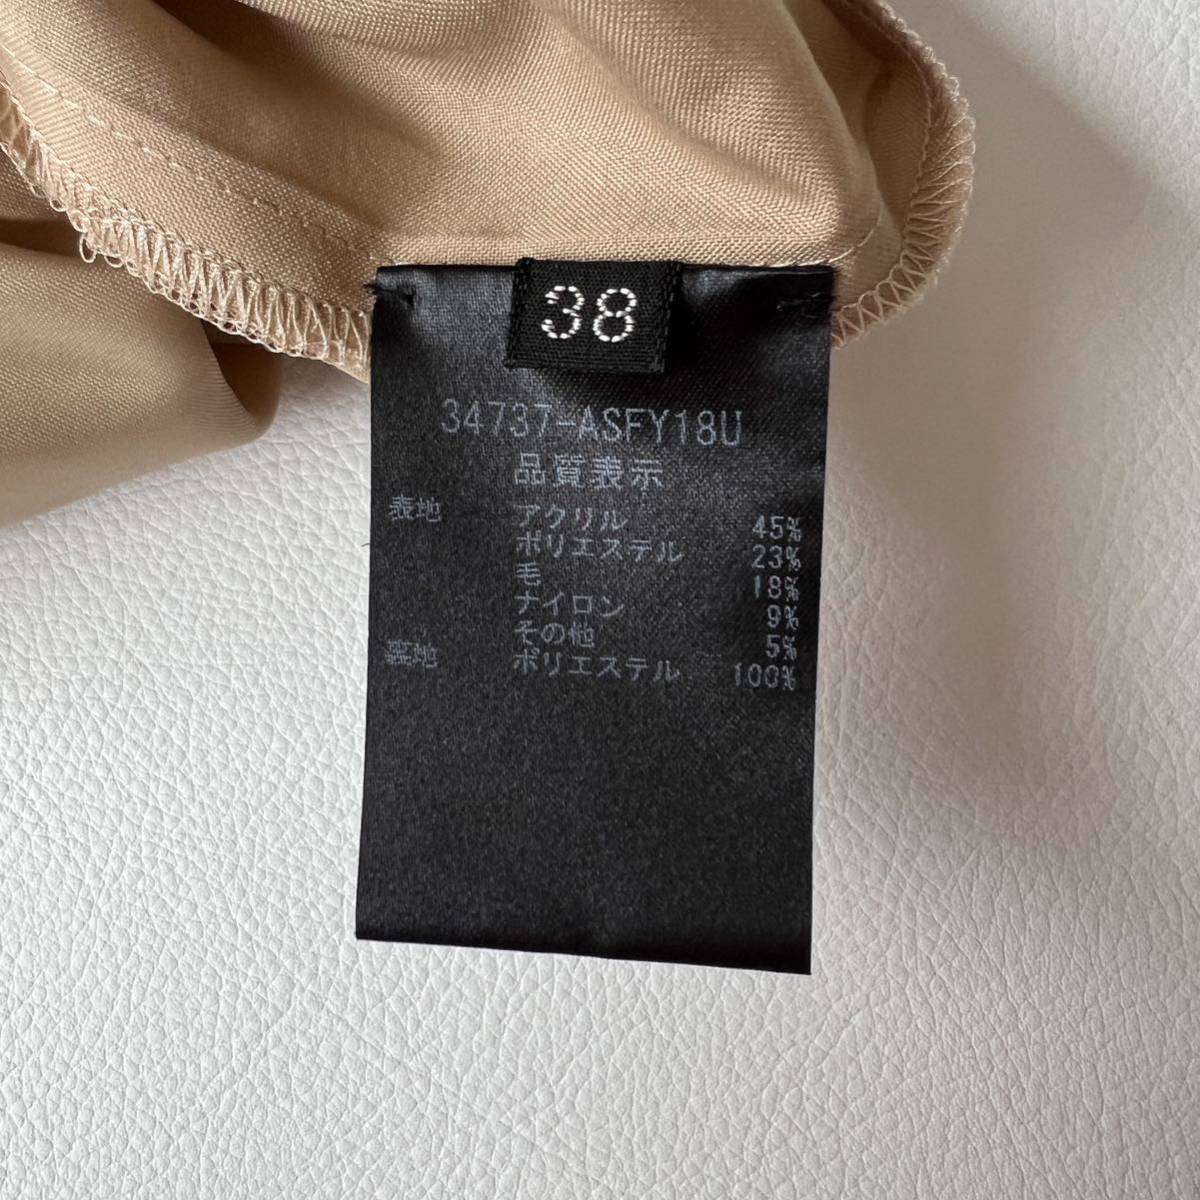 38
34737-ASFY18U
品質表示
表地 アクリル 45%
ポリエステル 23%
毛 18%
ナイロン 9%
その他 5%
裏地 ポリエステル 100%